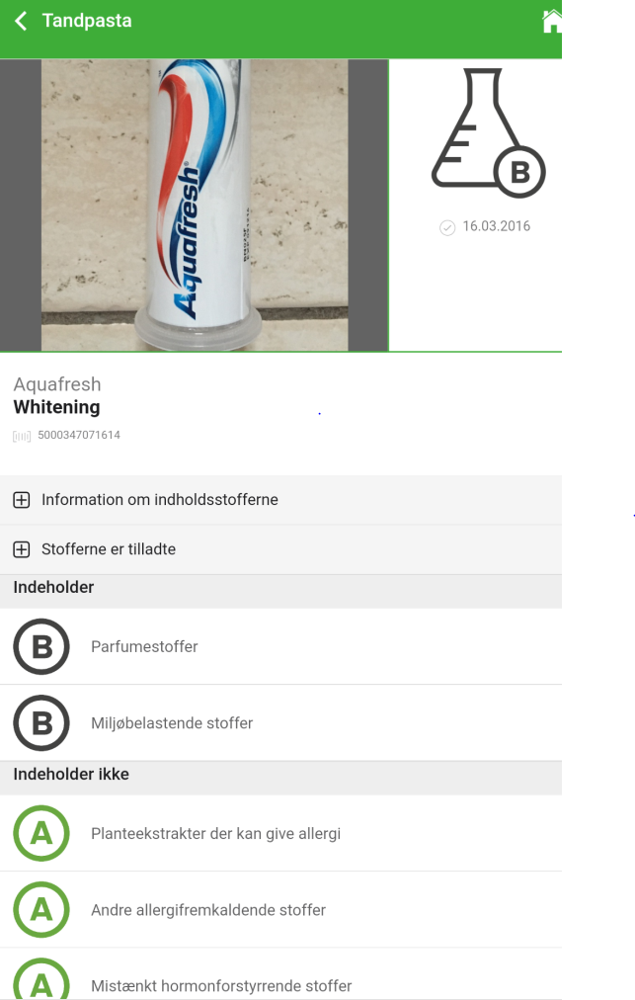 Tandpasta
Aquafresh
B
16.03.2016
Aquafresh
Whitening
5000347071614
Information om indholdsstofferne
Stofferne er tilladte
Indeholder
B Parfumestoffer
B Miljøbelastende stoffer
Indeholder ikke
A Planteekstrakter der kan give allergi
A Andre allergifremkaldende stoffer
A Mistænkt hormonforstyrrende stoffer